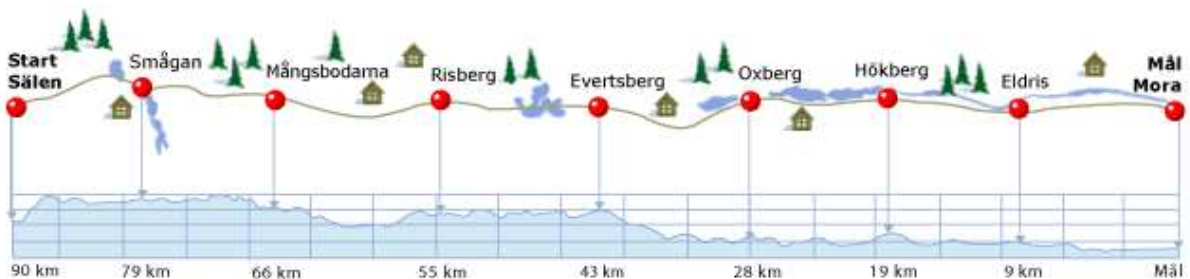 Start
Sälen
Smågan
Mångsbodarna
Risberg
Evertsberg
Oxberg
Hökberg
Eldris
Mål
Mora
90 km
79 km
66 km
55 km
43 km
28 km
19 km
9 km
Mål